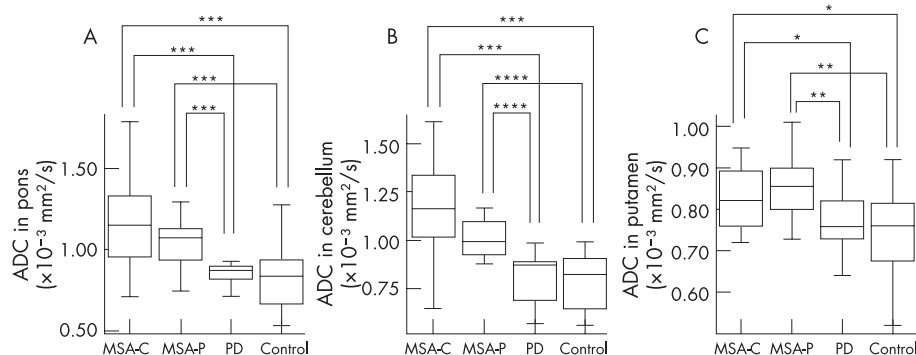 A
***
***
***
***
ADC in pons
(×10⁻³ mm²/s)
1.50
1.00
0.50
MSA-C MSA-P PD Control
B
***
***
****
****
ADC in cerebellum
(×10⁻³ mm²/s)
1.50
1.25
1.00
0.75
MSA-C MSA-P PD Control
C
*
*
**
**
ADC in putamen
(×10⁻³ mm²/s)
1.00
0.90
0.80
0.70
0.60
MSA-C MSA-P PD Control